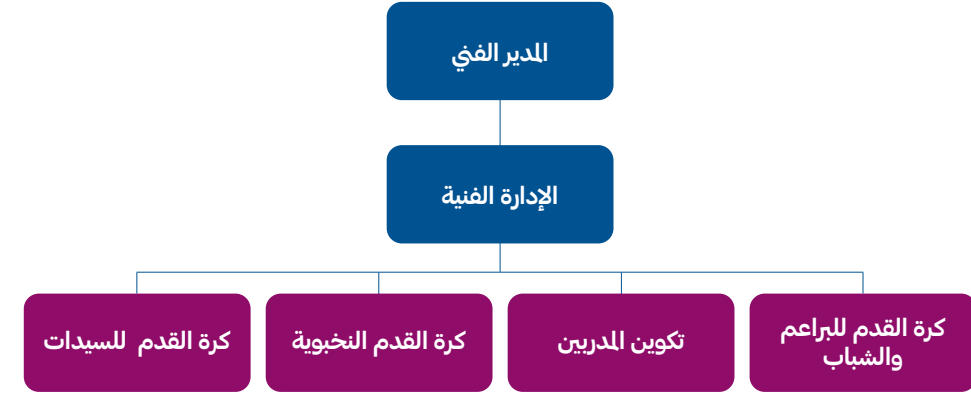 المدير الفني
الإدارة الفنية
كرة القدم للبراعم
والشباب
تكوين المدربين
كرة القدم النخبوية
كرة القدم للسيدات